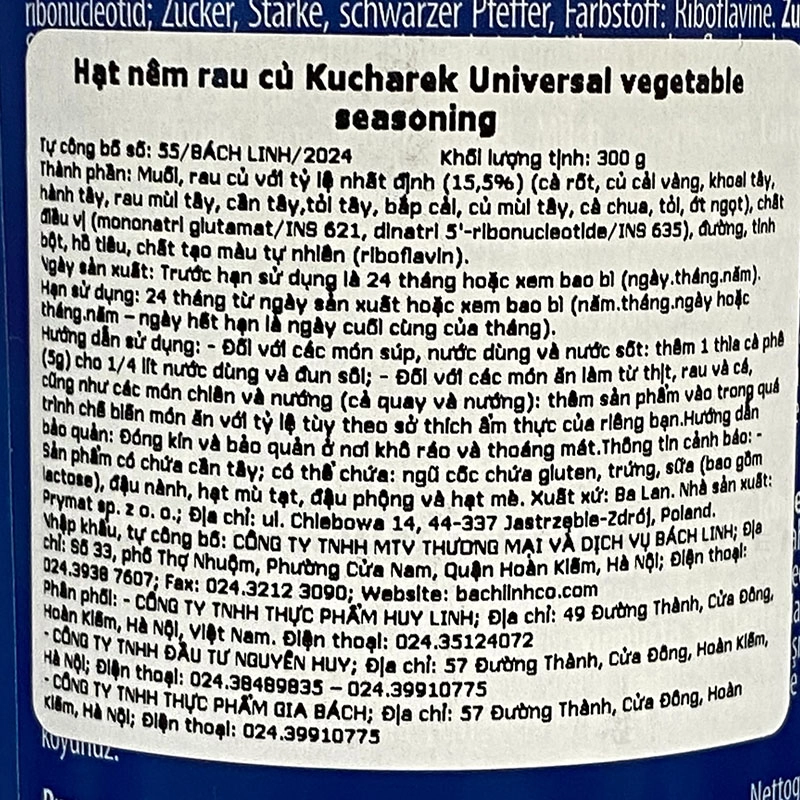 ribonucleotid; Zucker, Stärke, schwarzer Pfeffer, Farbstoff: Riboflavine. Zu
Hạt nêm rau củ Kucharek Universal vegetable
seasoning
Tự công bố số: 55/BÁCH LINH/2024 Khối lượng tịnh: 300 g
Thành phần: Muối, rau củ với tỷ lệ nhất định (15,5%) (cà rốt, củ cải vàng, khoai tây,
hành tây, rau mùi tây, cần tây,tỏi tây, bắp cải, củ mùi tây, cà chua, tỏi, ớt ngọt), chất
điều vị (mononatri glutamat/INS 621, dinatri 5'-ribonucleotide/INS 635), đường, tinh
bột, hồ tiêu, chất tạo màu tự nhiên (riboflavin).
Ngày sản xuất: Trước hạn sử dụng là 24 tháng hoặc xem bao bì (ngày.tháng.năm).
Hạn sử dụng: 24 tháng từ ngày sản xuất hoặc xem bao bì (năm.tháng.ngày hoặc
tháng.năm – ngày hết hạn là ngày cuối cùng của tháng).
Hướng dẫn sử dụng: - Đối với các món súp, nước dùng và nước sốt: thêm 1 thìa cà phê
(5g) cho 1/4 lít nước dùng và đun sôi; - Đối với các món ăn làm từ thịt, rau và cá,
cũng như các món chiên và nướng (cả quay và nướng): thêm sản phẩm vào trong quá
trình chế biến món ăn với tỷ lệ tùy theo sở thích ẩm thực của riêng bạn.Hướng dẫn
bảo quản: Đóng kín và bảo quản ở nơi khô ráo và thoáng mát.Thông tin cảnh báo: -
Sản phẩm có chứa cần tây; có thể chứa: ngũ cốc chứa gluten, trứng, sữa (bao gồm
lactose), đậu nành, hạt mù tạt, đậu phộng và hạt mè. Xuất xứ: Ba Lan. Nhà sản xuất:
Prymat sp. z o. o.; Địa chỉ: ul. Chlebowa 14, 44-337 Jastrzębie-Zdrój, Poland.
Nhập khẩu, tự công bố: CÔNG TY TNHH MTV THƯƠNG MẠI VÀ DỊCH VỤ BÁCH LINH; Địa
chỉ: Số 33, phố Thợ Nhuộm, Phường Cửa Nam, Quận Hoàn Kiếm, Hà Nội; Điện thoại:
024.3938 7607; Fax: 024.3212 3090; Website: bachlinhco.com
Phân phối: - CÔNG TY TNHH THỰC PHẨM HUY LINH; Địa chỉ: 49 Đường Thành, Cửa Đông,
Hoàn Kiếm, Hà Nội, Việt Nam. Điện thoại: 024.35124072
- CÔNG TY TNHH ĐẦU TƯ NGUYÊN HUY; Địa chỉ: 57 Đường Thành, Cửa Đông, Hoàn Kiếm,
Hà Nội; Điện thoại: 024.38489835 – 024.39910775
- CÔNG TY TNHH THỰC PHẨM GIA BÁCH; Địa chỉ: 57 Đường Thành, Cửa Đông, Hoàn
Kiếm, Hà Nội; Điện thoại: 024.39910775
koyunuz.